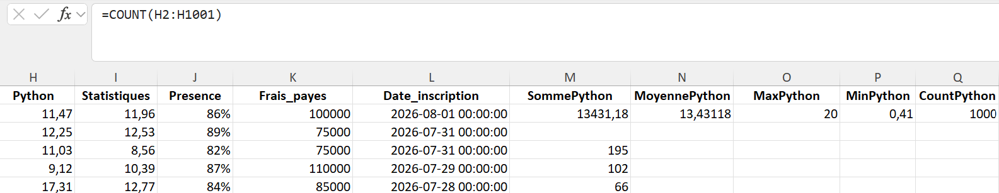 fx =COUNT(H2:H1001)
H I J K L M N O P Q
Python Statistiques Presence Frais_payes Date_inscription SommePython MoyennePython MaxPython MinPython CountPython
11,47 11,96 86% 100000 2026-08-01 00:00:00 13431,18 13,43118 20 0,41 1000
12,25 12,53 89% 75000 2026-07-31 00:00:00
11,03 8,56 82% 75000 2026-07-31 00:00:00 195
9,12 10,39 87% 110000 2026-07-29 00:00:00 102
17,31 12,77 84% 85000 2026-07-28 00:00:00 66